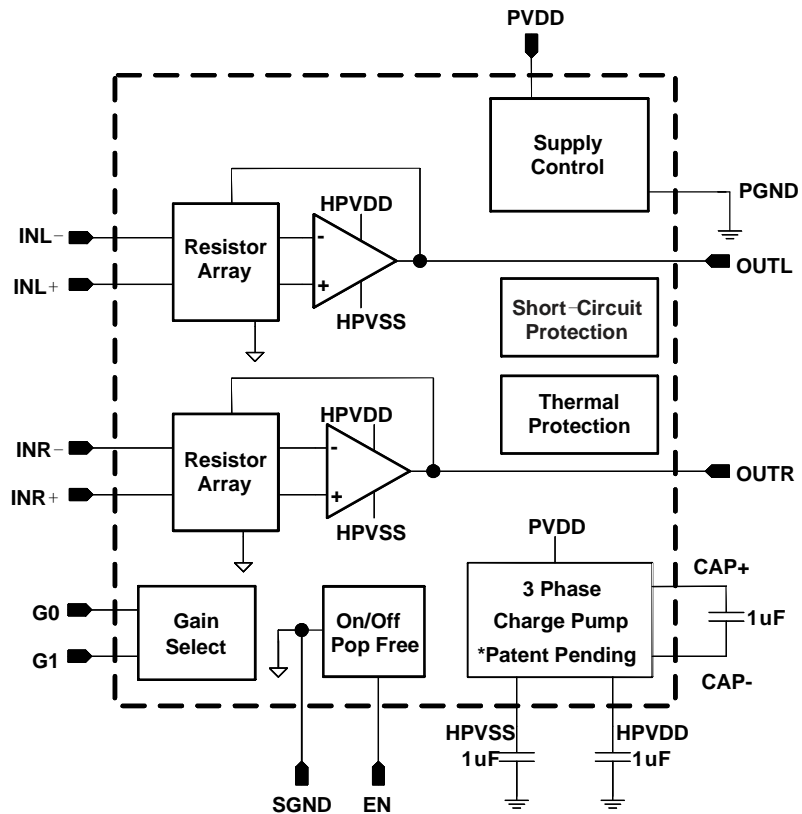 PVDD
Supply
Control
PGND
HPVDD
INL-
INL+
Resistor
Array
-
+
HPVSS
OUTL
Short-Circuit
Protection
Thermal
Protection
HPVDD
INR-
INR+
Resistor
Array
-
+
HPVSS
OUTR
PVDD
3 Phase
Charge Pump
*Patent Pending
CAP+
1uF
CAP-
G0
G1
Gain
Select
On/Off
Pop Free
HPVSS
1uF
HPVDD
1uF
SGND
EN